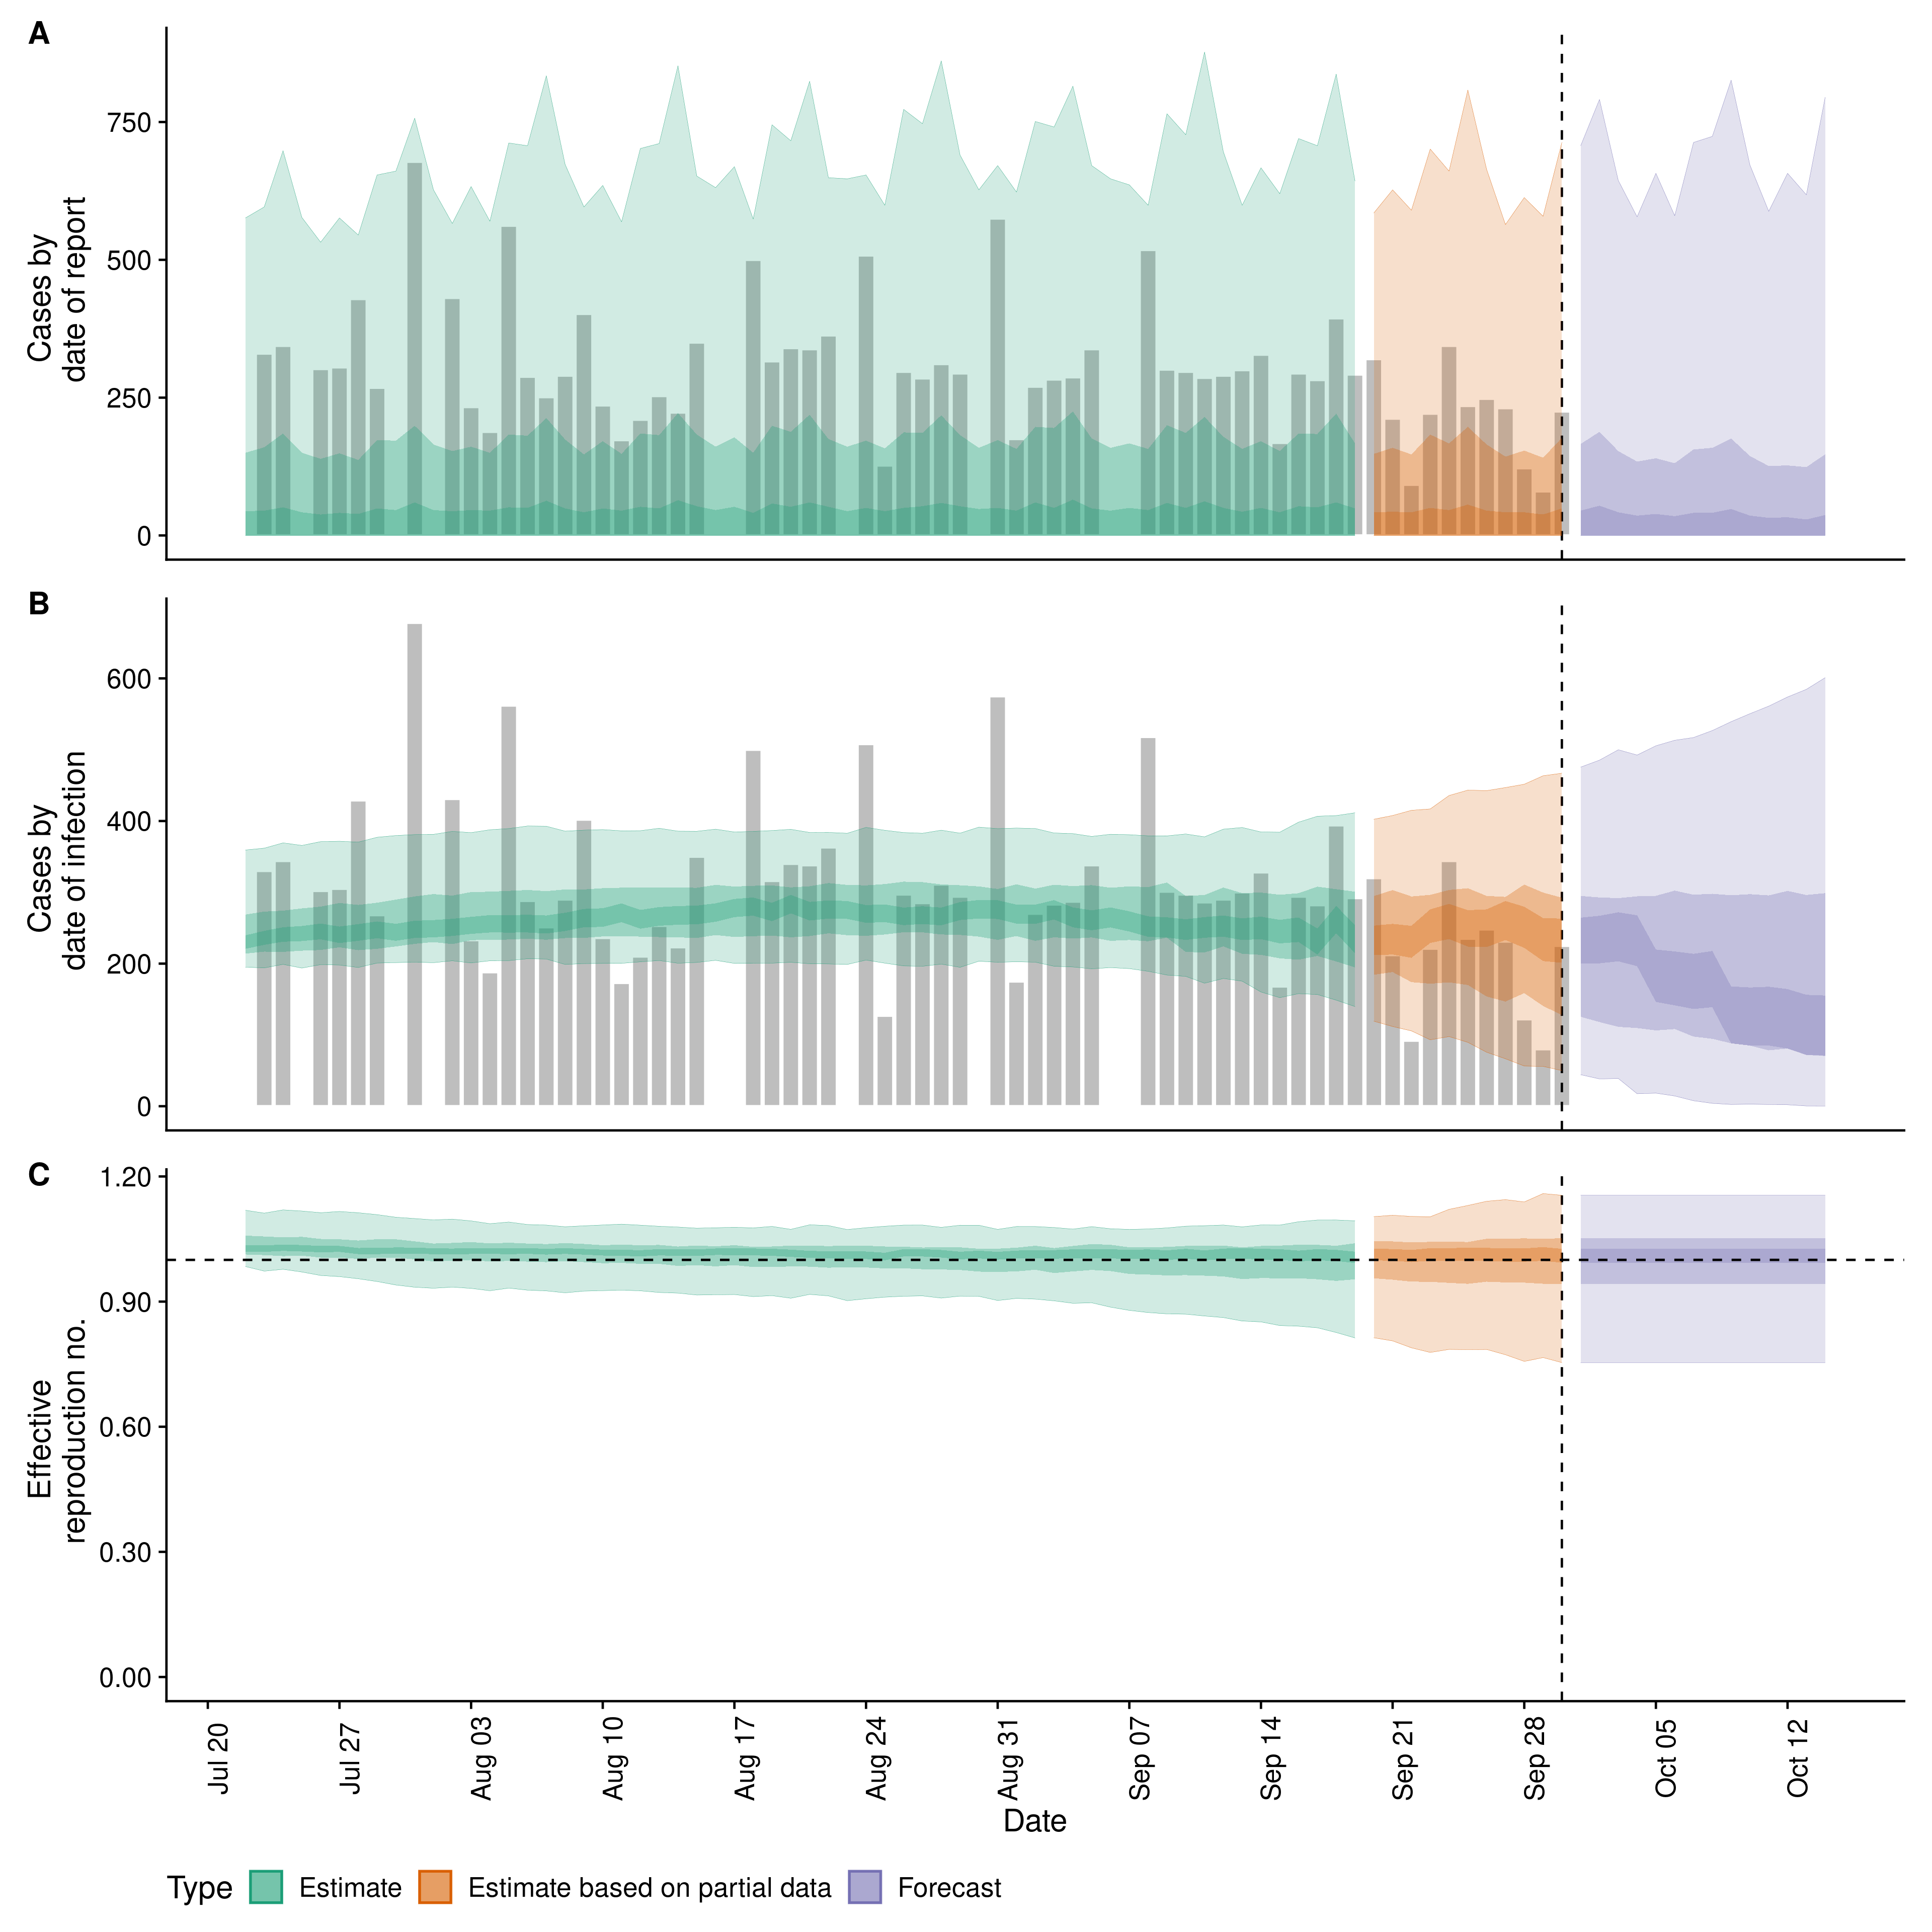 A
Cases by
date of report
750
500
250
0
B
Cases by
date of infection
600
400
200
0
C
Effective
reproduction no.
1.20
0.90
0.60
0.30
0.00
Jul 20
Jul 27
Aug 03
Aug 10
Aug 17
Aug 24
Aug 31
Sep 07
Sep 14
Sep 21
Sep 28
Oct 05
Oct 12
Date
Type Estimate Estimate based on partial data Forecast